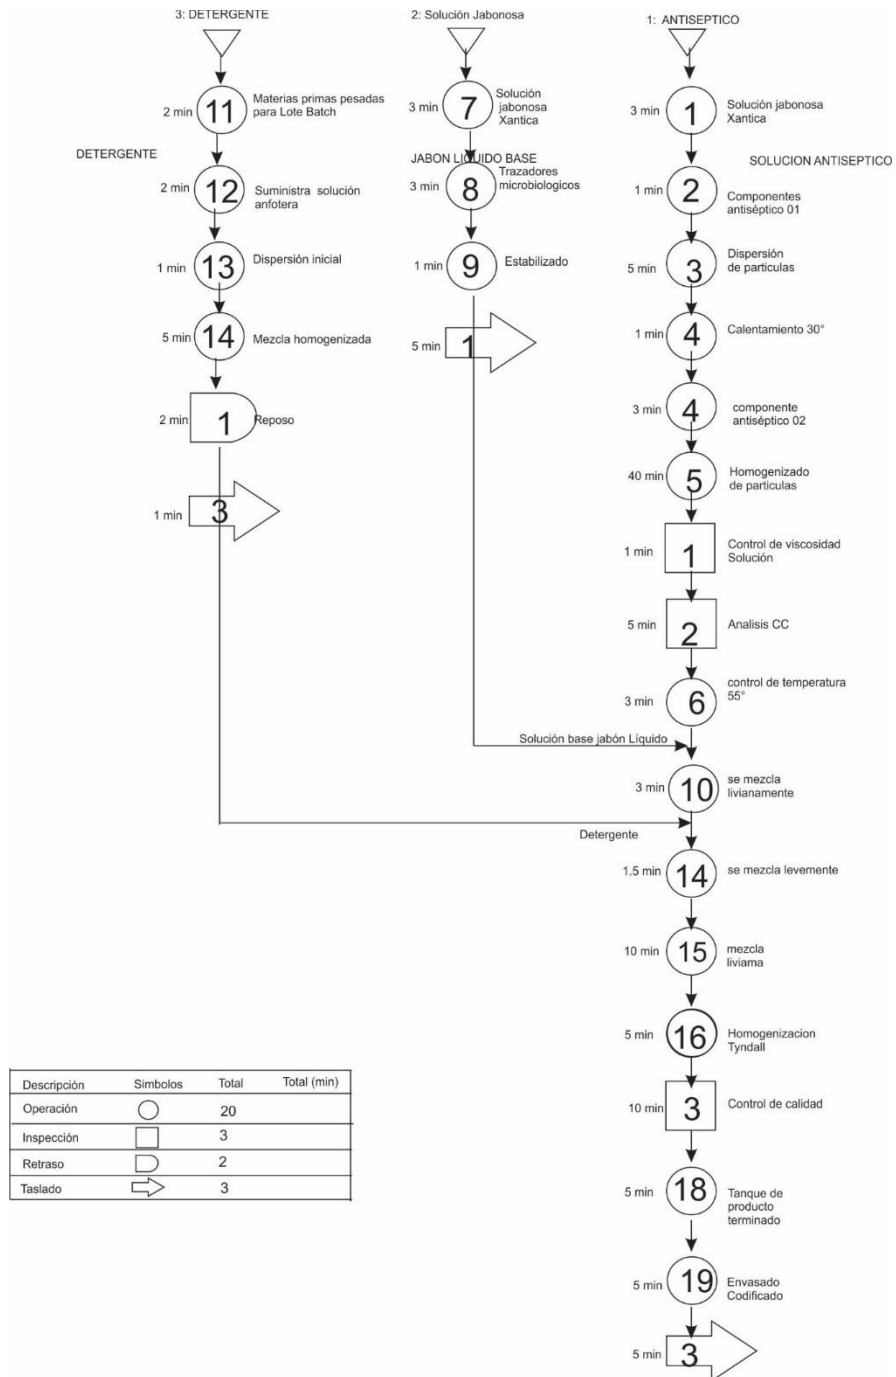 3: DETERGENTE
2 min
11
Materias primas pesadas
para Lote Batch
DETERGENTE
2 min
12
Suministra solución
anfotera
1 min
13
Dispersión inicial
5 min
14
Mezcla homogenizada
2 min
1
Reposo
1 min
3
2: Solución Jabonosa
3 min
7
Solución
jabonosa
Xantica
JABON LIQUIDO BASE
3 min
8
Trazadores
microbiologicos
1 min
9
Estabilizado
5 min
1
1: ANTISEPTICO
3 min
1
Solución jabonosa
Xantica
SOLUCION ANTISEPTICO
1 min
2
Componentes
antiséptico 01
5 min
3
Dispersión
de particulas
1 min
4
Calentamiento 30°
3 min
4
componente
antiséptico 02
40 min
5
Homogenizado
de particulas
1 min
1
Control de viscosidad
Solución
5 min
2
Analisis CC
3 min
6
control de temperatura
55°
Solución base jabón Líquido
3 min
10
se mezcla
livianamente
Detergente
1.5 min
14
se mezcla levemente
10 min
15
mezcla
liviama
5 min
16
Homogenizacion
Tyndall
10 min
3
Control de calidad
5 min
18
Tanque de
producto
terminado
5 min
19
Envasado
Codificado
5 min
3
Descripción Simbolos Total Total (min)
Operación 20
Inspección 3
Retraso 2
Taslado 3